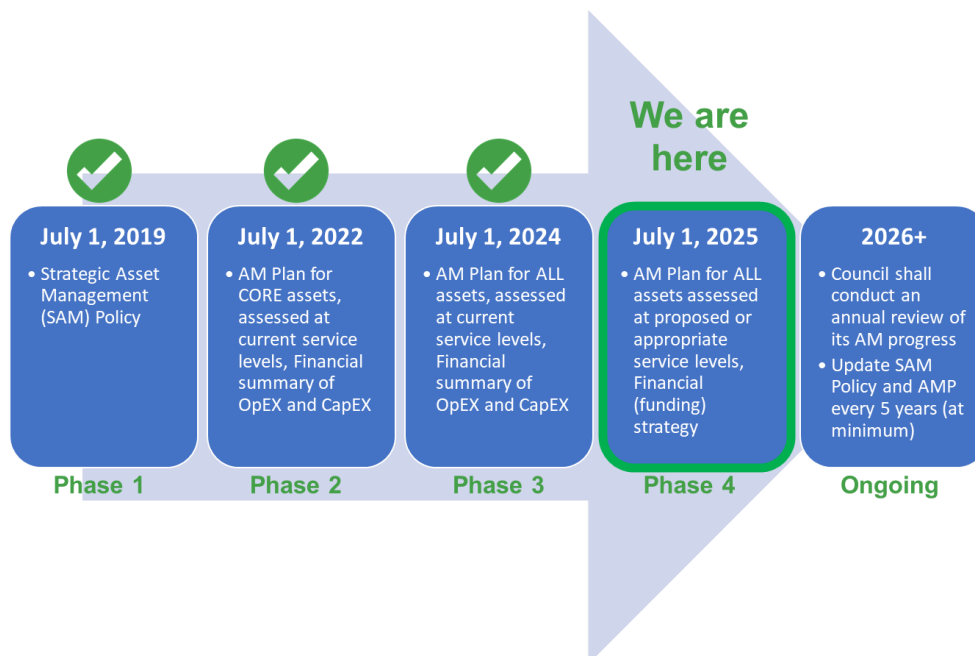 We are
here
July 1, 2019
• Strategic Asset
Management
(SAM) Policy
Phase 1
July 1, 2022
• AM Plan for
CORE assets,
assessed at
current service
levels, Financial
summary of
OpEX and CapEX
Phase 2
July 1, 2024
• AM Plan for ALL
assets, assessed
at current
service levels,
Financial
summary of
OpEX and CapEX
Phase 3
July 1, 2025
• AM Plan for ALL
assets assessed
at proposed or
appropriate
service levels,
Financial
(funding)
strategy
Phase 4
2026+
• Council shall
conduct an
annual review of
its AM progress
• Update SAM
Policy and AMP
every 5 years (at
minimum)
Ongoing